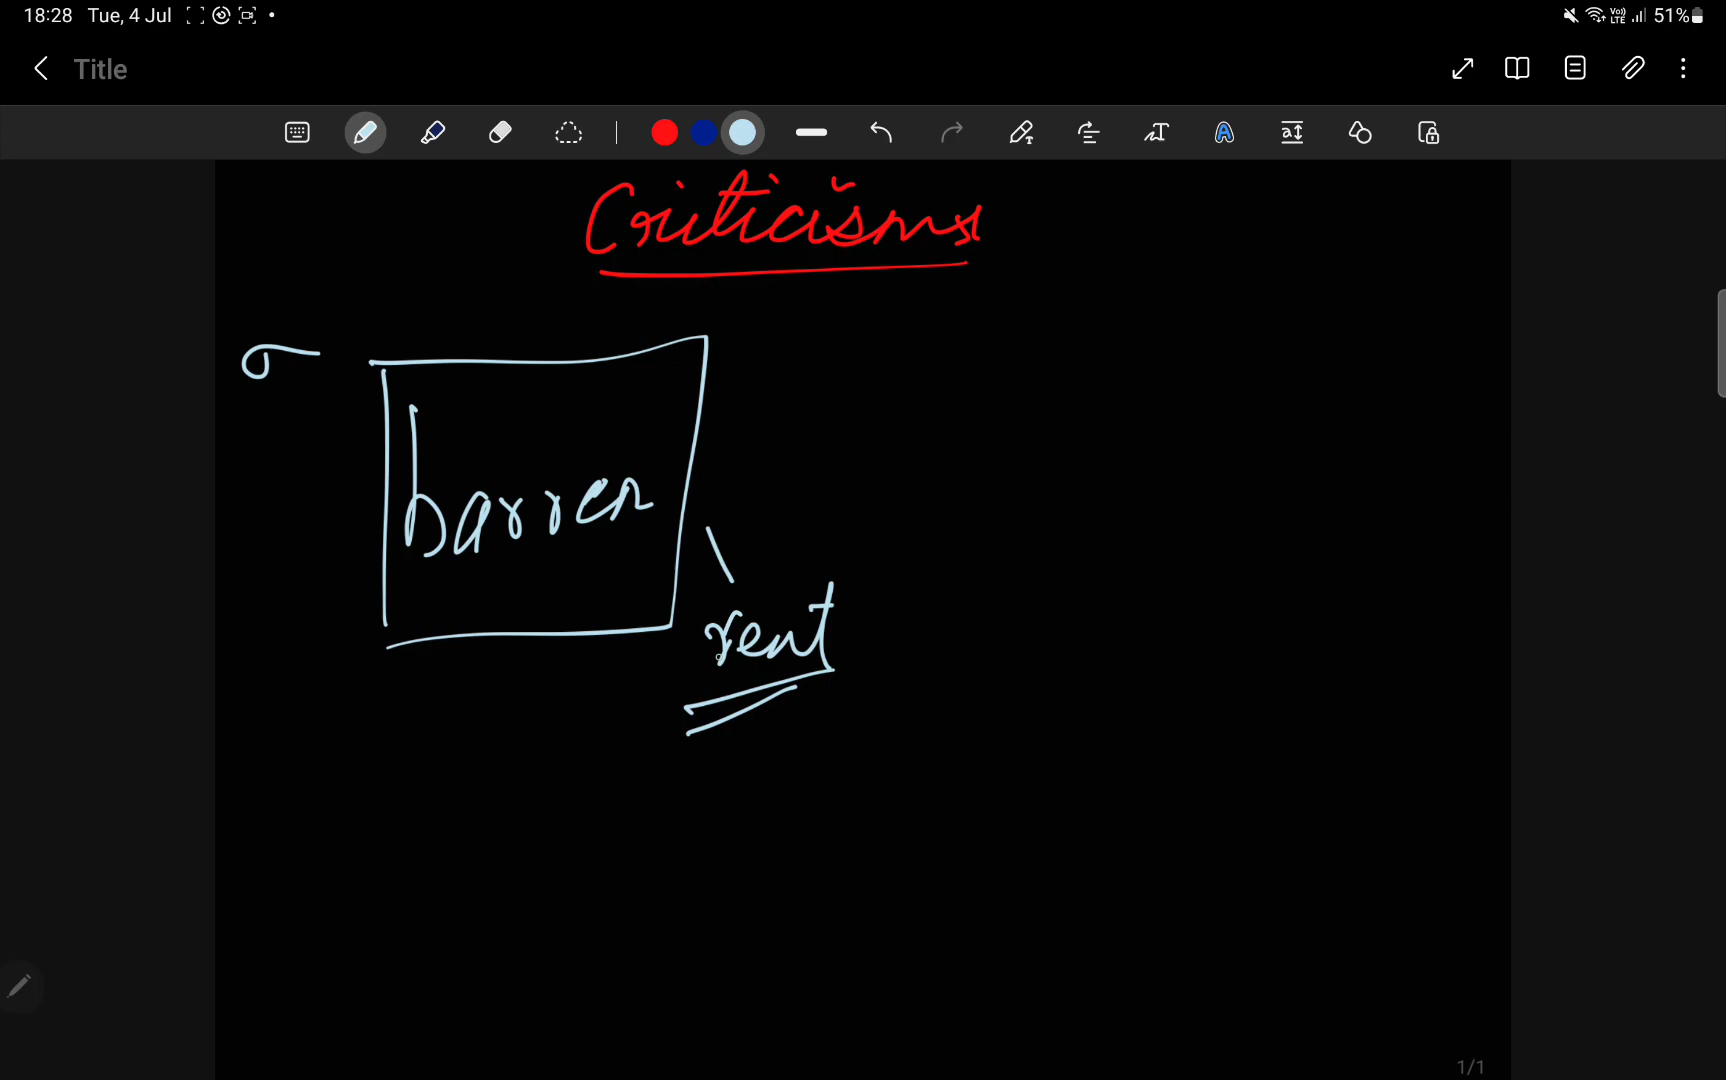 18:28 Tue, 4 Jul 51%
Title
Criticisms
barren
rent
1/1